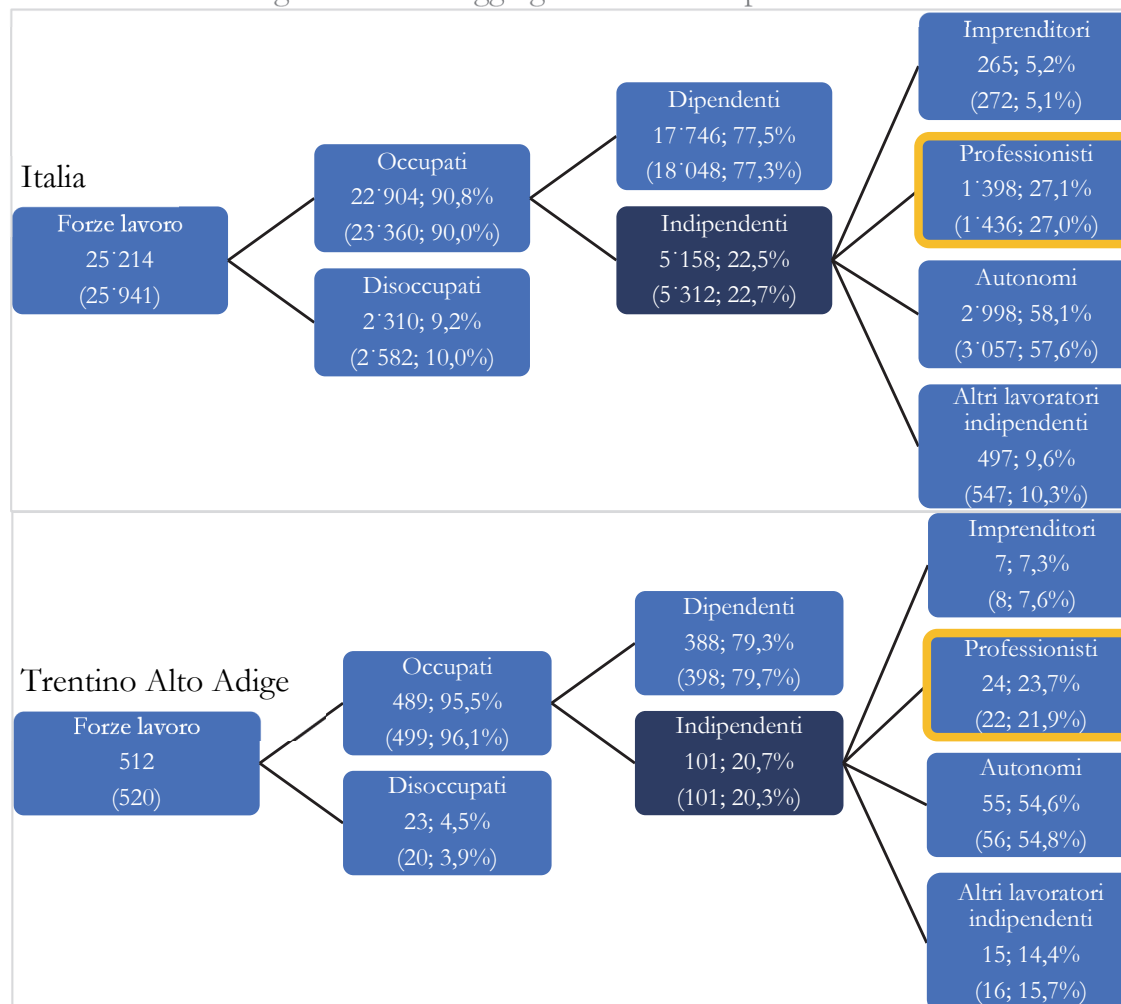 Italia
Forze lavoro
25˙214
(25˙941)
Occupati
22˙904; 90,8%
(23˙360; 90,0%)
Disoccupati
2˙310; 9,2%
(2˙582; 10,0%)
Dipendenti
17˙746; 77,5%
(18˙048; 77,3%)
Indipendenti
5˙158; 22,5%
(5˙312; 22,7%)
Imprenditori
265; 5,2%
(272; 5,1%)
Professionisti
1˙398; 27,1%
(1˙436; 27,0%)
Autonomi
2˙998; 58,1%
(3˙057; 57,6%)
Altri lavoratori
indipendenti
497; 9,6%
(547; 10,3%)
Trentino Alto Adige
Forze lavoro
512
(520)
Occupati
489; 95,5%
(499; 96,1%)
Disoccupati
23; 4,5%
(20; 3,9%)
Dipendenti
388; 79,3%
(398; 79,7%)
Indipendenti
101; 20,7%
(101; 20,3%)
Imprenditori
7; 7,3%
(8; 7,6%)
Professionisti
24; 23,7%
(22; 21,9%)
Autonomi
55; 54,6%
(56; 54,8%)
Altri lavoratori
indipendenti
15; 14,4%
(16; 15,7%)